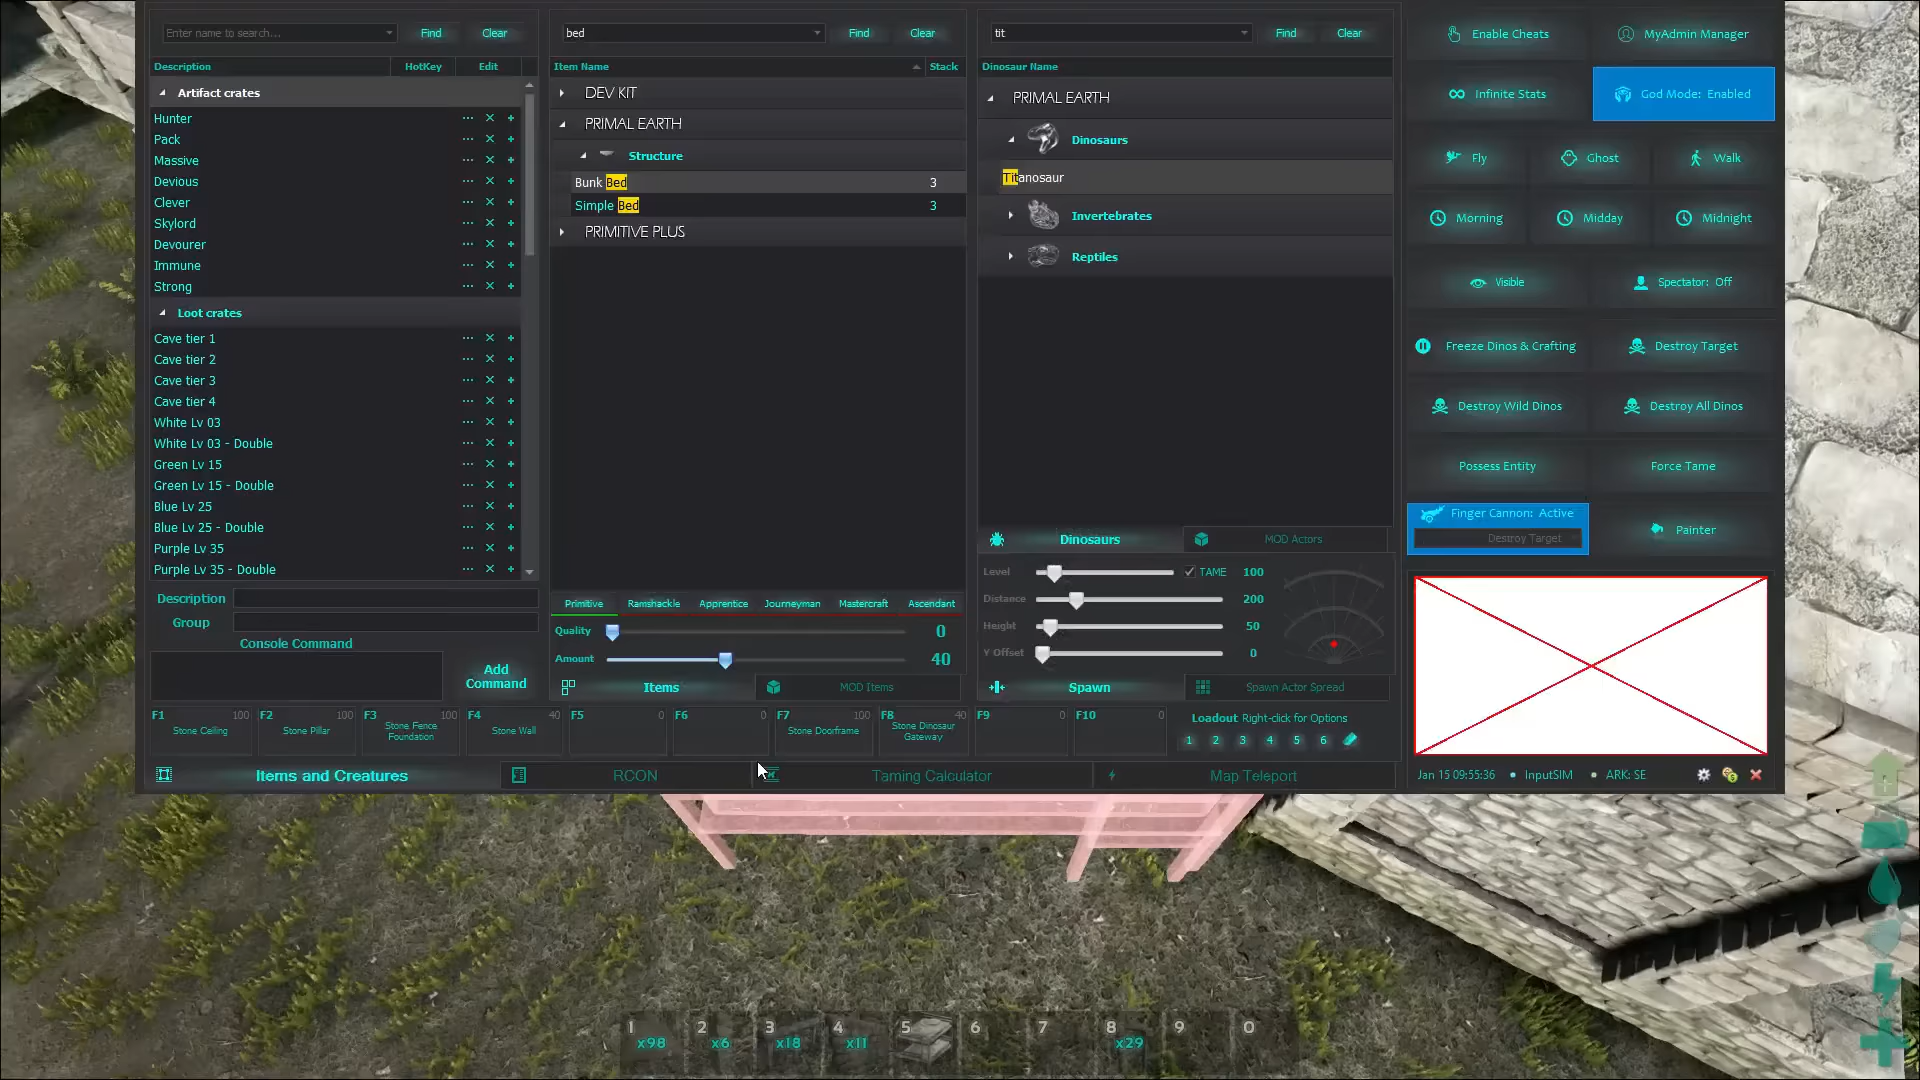 Enter name to search...
Find
Clear
Description
HotKey
Edit
Artifact crates
Hunter
Pack
Massive
Devious
Clever
Skylord
Devourer
Immune
Strong
Loot crates
Cave tier 1
Cave tier 2
Cave tier 3
Cave tier 4
White Lv 03
White Lv 03 - Double
Green Lv 15
Green Lv 15 - Double
Blue Lv 25
Blue Lv 25 - Double
Purple Lv 35
Purple Lv 35 - Double
Description
Group
Console Command
Add
Command
bed
Find
Clear
Item Name
Stack
DEV KIT
PRIMAL EARTH
Structure
Bunk Bed 3
Simple Bed 3
PRIMITIVE PLUS
Primitive
Ramshackle
Apprentice
Journeyman
Mastercraft
Ascendant
Quality 0
Amount 40
Items
MOD Items
tit
Find
Clear
Dinosaur Name
PRIMAL EARTH
Dinosaurs
Titanosaur
Invertebrates
Reptiles
Dinosaurs
MOD Actors
Level TAME 100
Distance 200
Height 50
Y Offset 0
Spawn
Spawn Actor Spread
F1 100
Stone Ceiling
F2 100
Stone Pillar
F3 100
Stone Fence
Foundation
F4 40
Stone Wall
F5 0
F6 0
F7 100
Stone Doorframe
F8 40
Stone Dinosaur
Gateway
F9 0
F10 0
Loadout Right-click for Options
1 2 3 4 5 6
Items and Creatures
RCON
Taming Calculator
Map Teleport
Enable Cheats
MyAdmin Manager
Infinite Stats
God Mode: Enabled
Fly
Ghost
Walk
Morning
Midday
Midnight
Visible
Spectator: Off
Freeze Dinos & Crafting
Destroy Target
Destroy Wild Dinos
Destroy All Dinos
Possess Entity
Force Tame
Finger Cannon: Active
Destroy Target
Painter
Jan 15 09:55:36
InputSIM
ARK: SE
1 2 3 4 5 6 7 8 9 0
x98 x6 x18 x11 x29